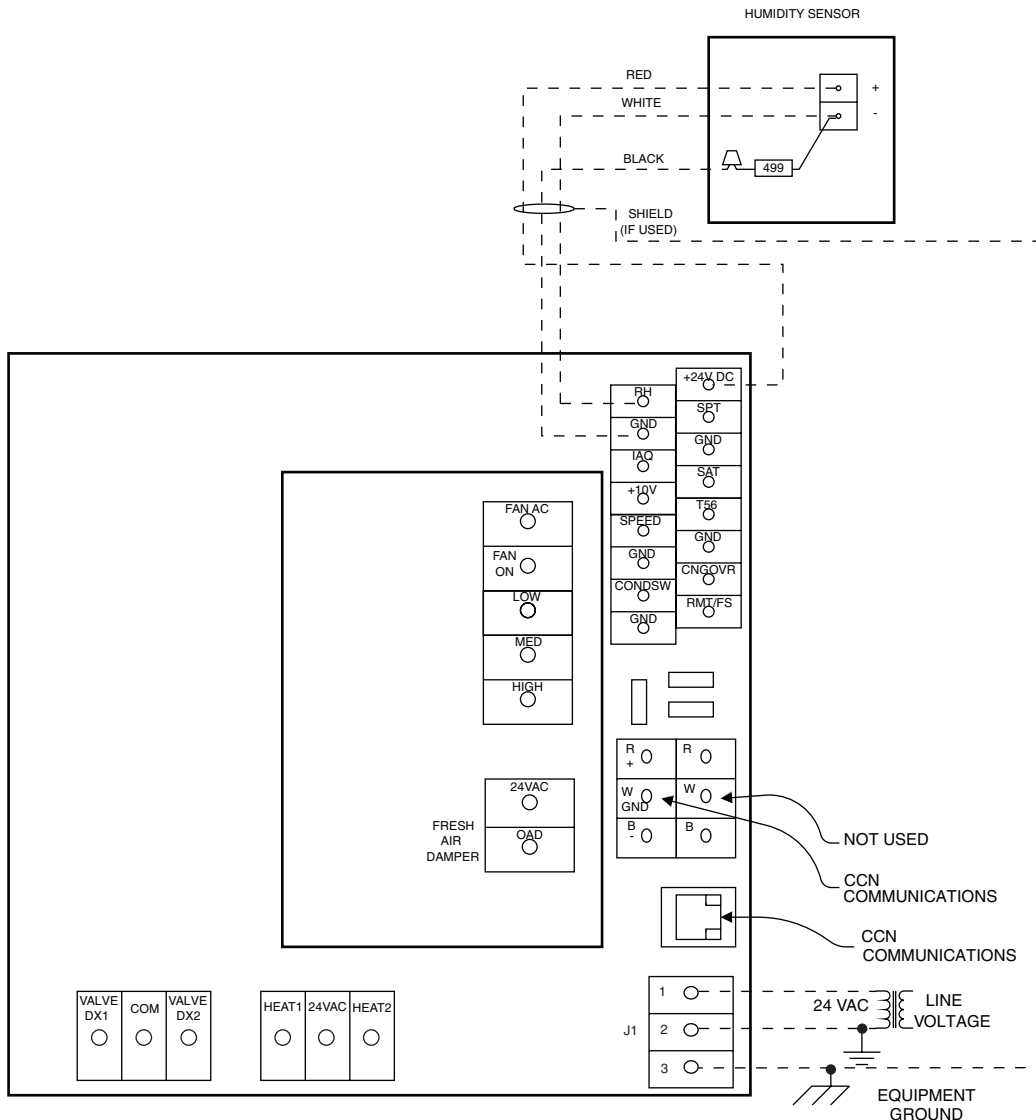 HUMIDITY SENSOR
RED
+
WHITE
-
BLACK
499
SHIELD
(IF USED)
+24V DC
RH
SPT
GND
GND
IAQ
SAT
+10V
T56
SPEED
GND
GND
CNGOVR
CONDSW
RMT/FS
GND
FAN AC
FAN
ON
LOW
MED
HIGH
R
+
R
W
GND
W
B
-
B
24VAC
OAD
FRESH
AIR
DAMPER
NOT USED
CCN
COMMUNICATIONS
CCN
COMMUNICATIONS
VALVE
DX1
COM
VALVE
DX2
HEAT1
24VAC
HEAT2
J1
1
2
3
24 VAC
LINE
VOLTAGE
EQUIPMENT
GROUND